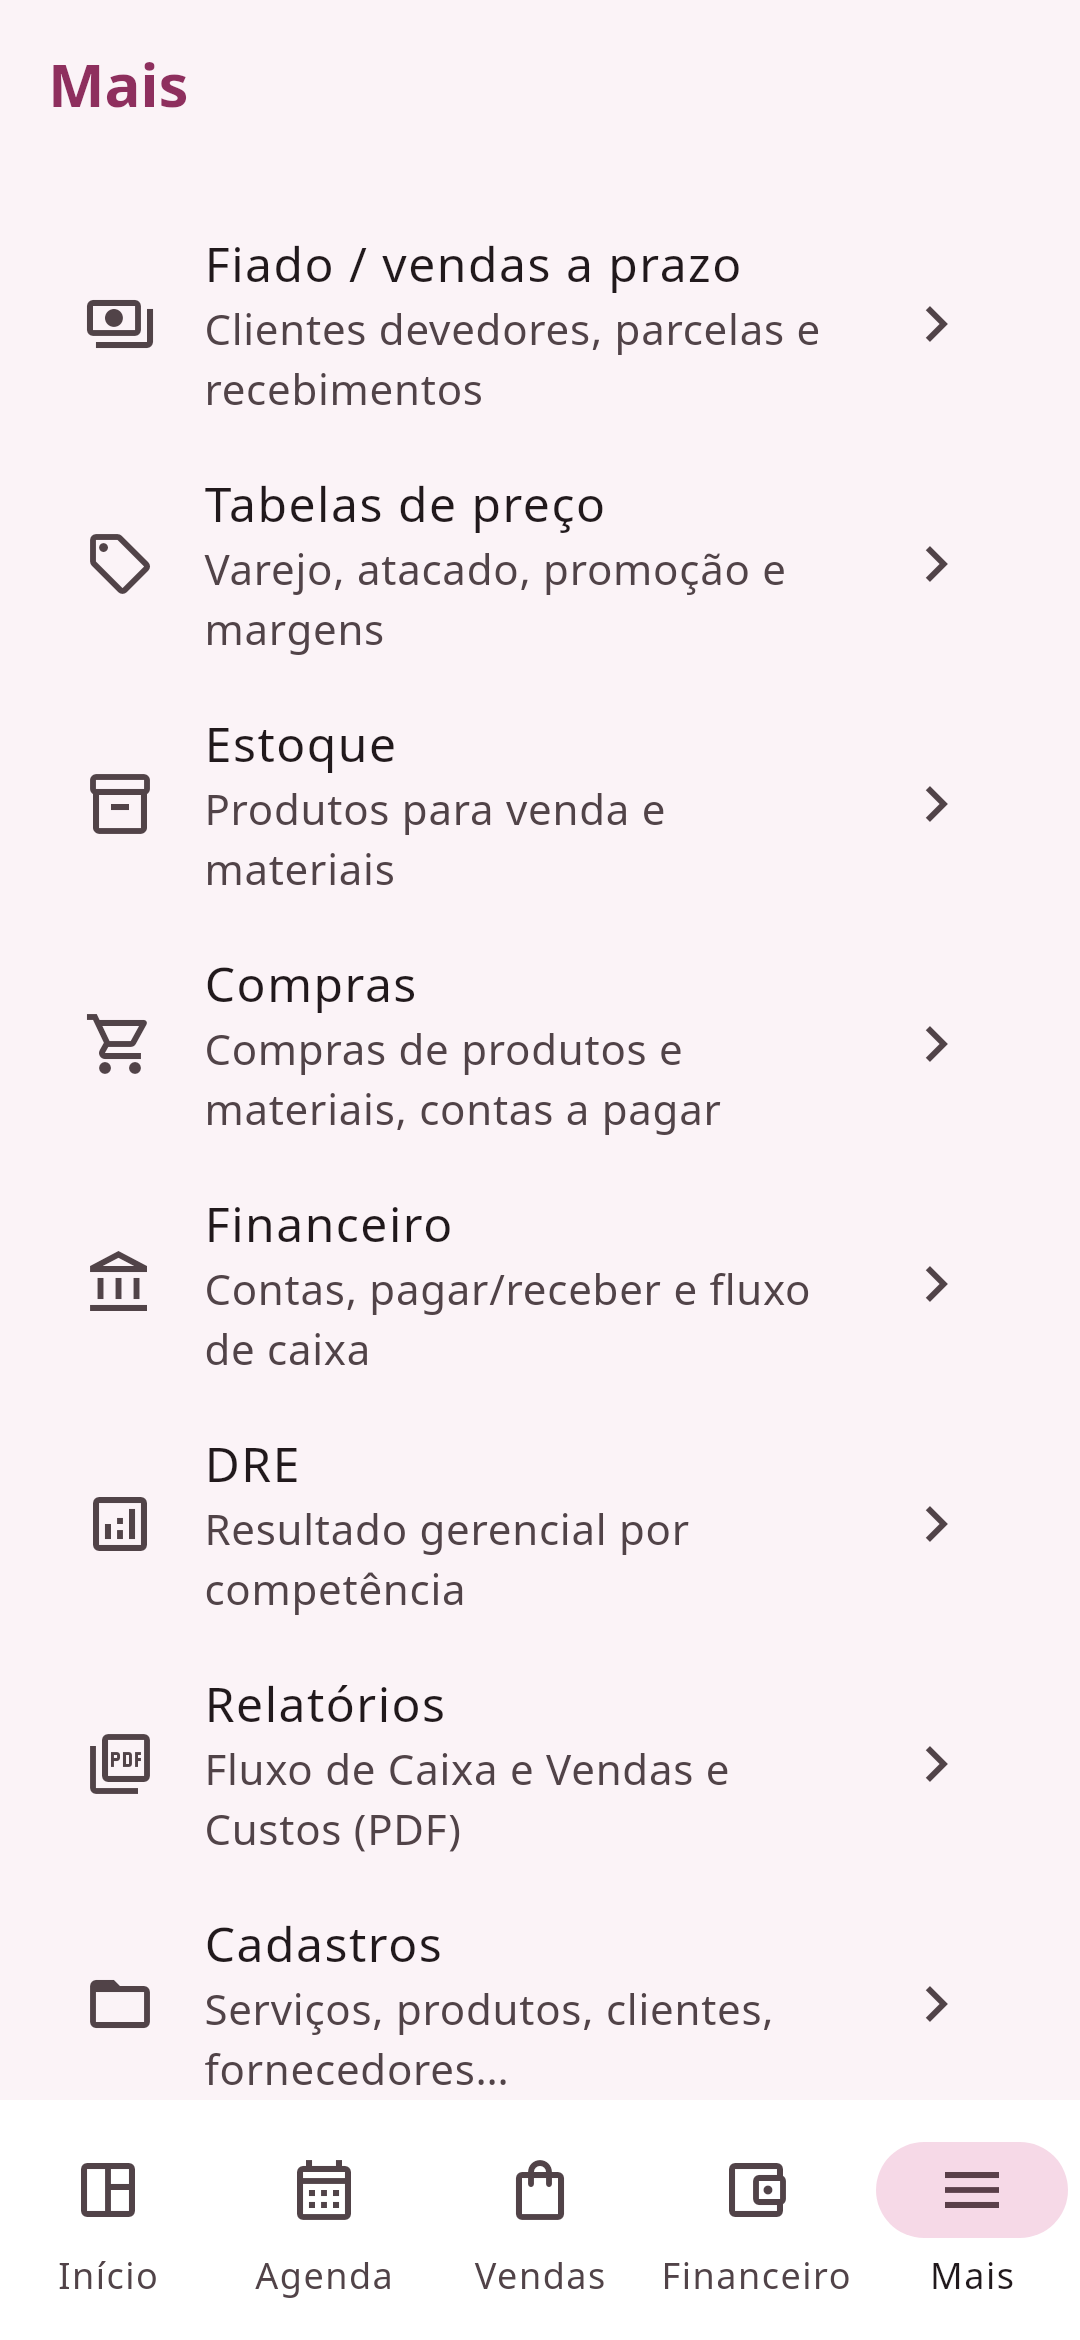 Mais
Fiado / vendas a prazo
Clientes devedores, parcelas e
recebimentos
Tabelas de preço
Varejo, atacado, promoção e
margens
Estoque
Produtos para venda e
materiais
Compras
Compras de produtos e
materiais, contas a pagar
Financeiro
Contas, pagar/receber e fluxo
de caixa
DRE
Resultado gerencial por
competência
Relatórios
PDF
Fluxo de Caixa e Vendas e
Custos (PDF)
Cadastros
Serviços, produtos, clientes,
fornecedores...
Início
Agenda
Vendas
Financeiro
Mais